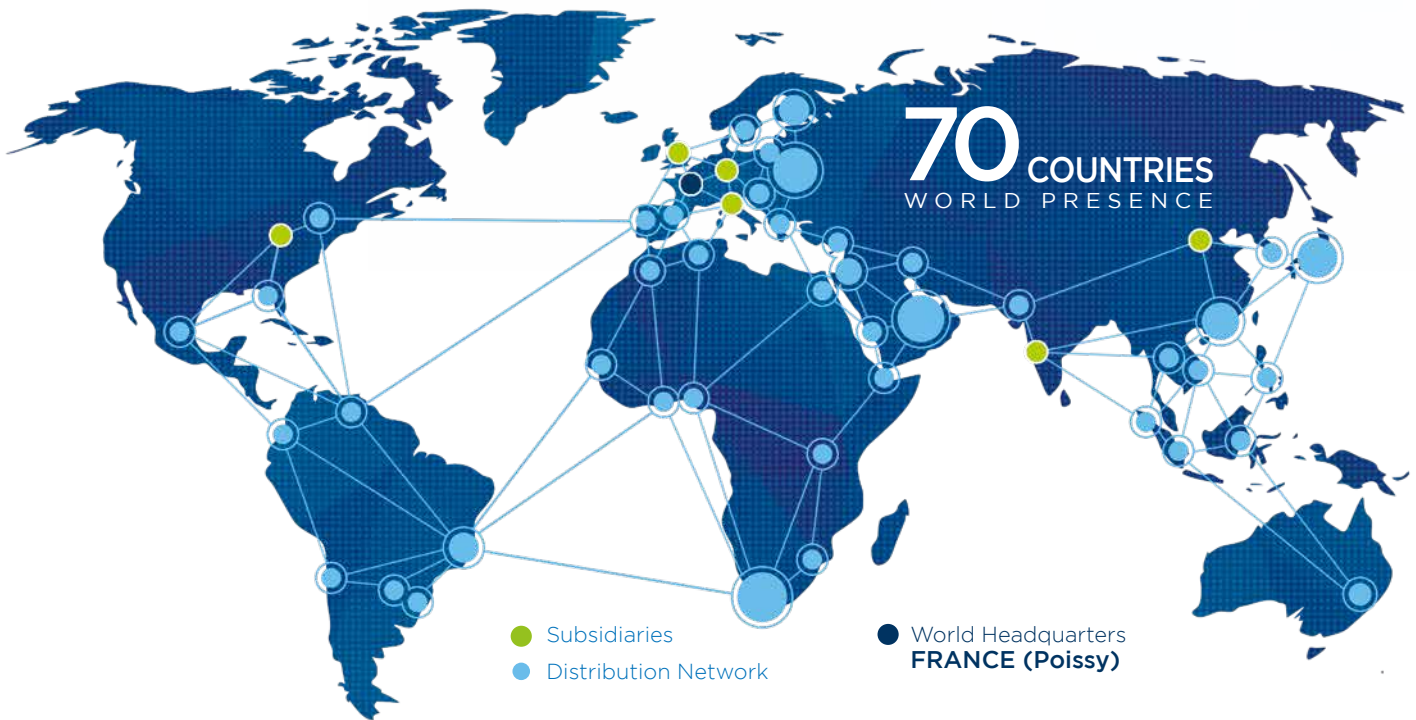 70 COUNTRIES
WORLD PRESENCE
Subsidiaries
Distribution Network
World Headquarters
FRANCE (Poissy)